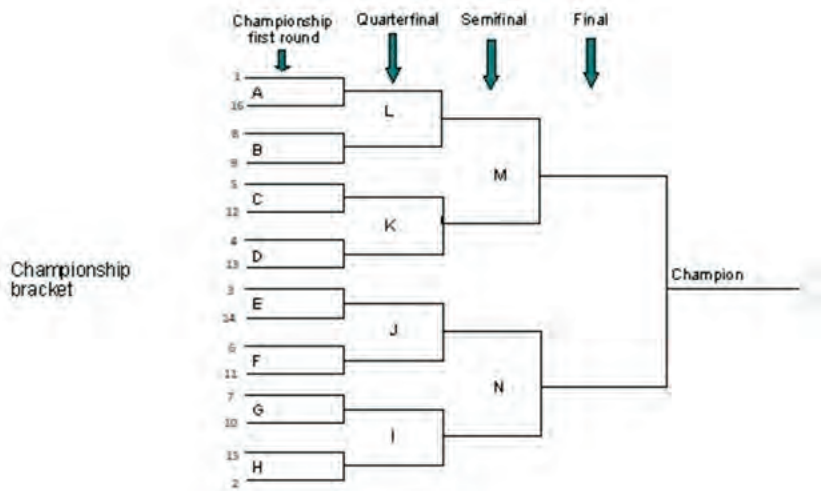 Championship
first round
Quarterfinal
Semifinal
Final
1
A
16
L
8
B
9
M
5
C
12
K
4
D
13
Championship
bracket
Champion
3
E
14
J
6
F
11
N
7
G
10
I
15
H
2